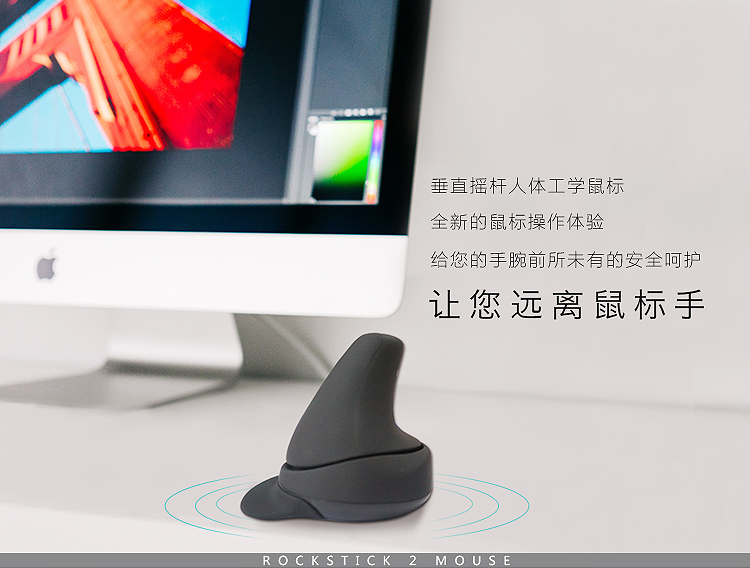 垂直摇杆人体工学鼠标
全新的鼠标操作体验
给您的手腕前所未有的安全呵护
让您远离鼠标手
ROCKSTICK 2 MOUSE